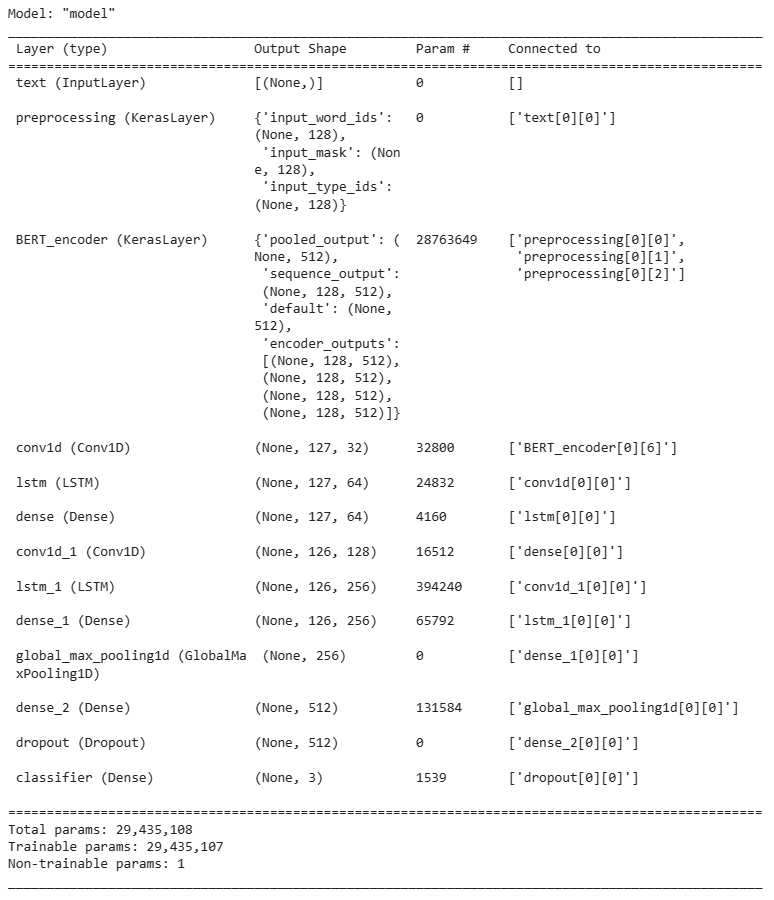 Model: "model"
Layer (type) Output Shape Param # Connected to
text (InputLayer) [(None,)] 0 []
preprocessing (KerasLayer) {'input_word_ids': 0 ['text[0][0]']
(None, 128),
'input_mask': (Non
e, 128),
'input_type_ids':
(None, 128)}
BERT_encoder (KerasLayer) {'pooled_output': ( 28763649 ['preprocessing[0][0]',
None, 512), 'preprocessing[0][1]',
'sequence_output': 'preprocessing[0][2]']
(None, 128, 512),
'default': (None,
512),
'encoder_outputs':
[(None, 128, 512),
(None, 128, 512),
(None, 128, 512),
(None, 128, 512)]}
conv1d (Conv1D) (None, 127, 32) 32800 ['BERT_encoder[0][6]']
lstm (LSTM) (None, 127, 64) 24832 ['conv1d[0][0]']
dense (Dense) (None, 127, 64) 4160 ['lstm[0][0]']
conv1d_1 (Conv1D) (None, 126, 128) 16512 ['dense[0][0]']
lstm_1 (LSTM) (None, 126, 256) 394240 ['conv1d_1[0][0]']
dense_1 (Dense) (None, 126, 256) 65792 ['lstm_1[0][0]']
global_max_pooling1d (GlobalMa (None, 256) 0 ['dense_1[0][0]']
xPooling1D)
dense_2 (Dense) (None, 512) 131584 ['global_max_pooling1d[0][0]']
dropout (Dropout) (None, 512) 0 ['dense_2[0][0]']
classifier (Dense) (None, 3) 1539 ['dropout[0][0]']
Total params: 29,435,108
Trainable params: 29,435,107
Non-trainable params: 1